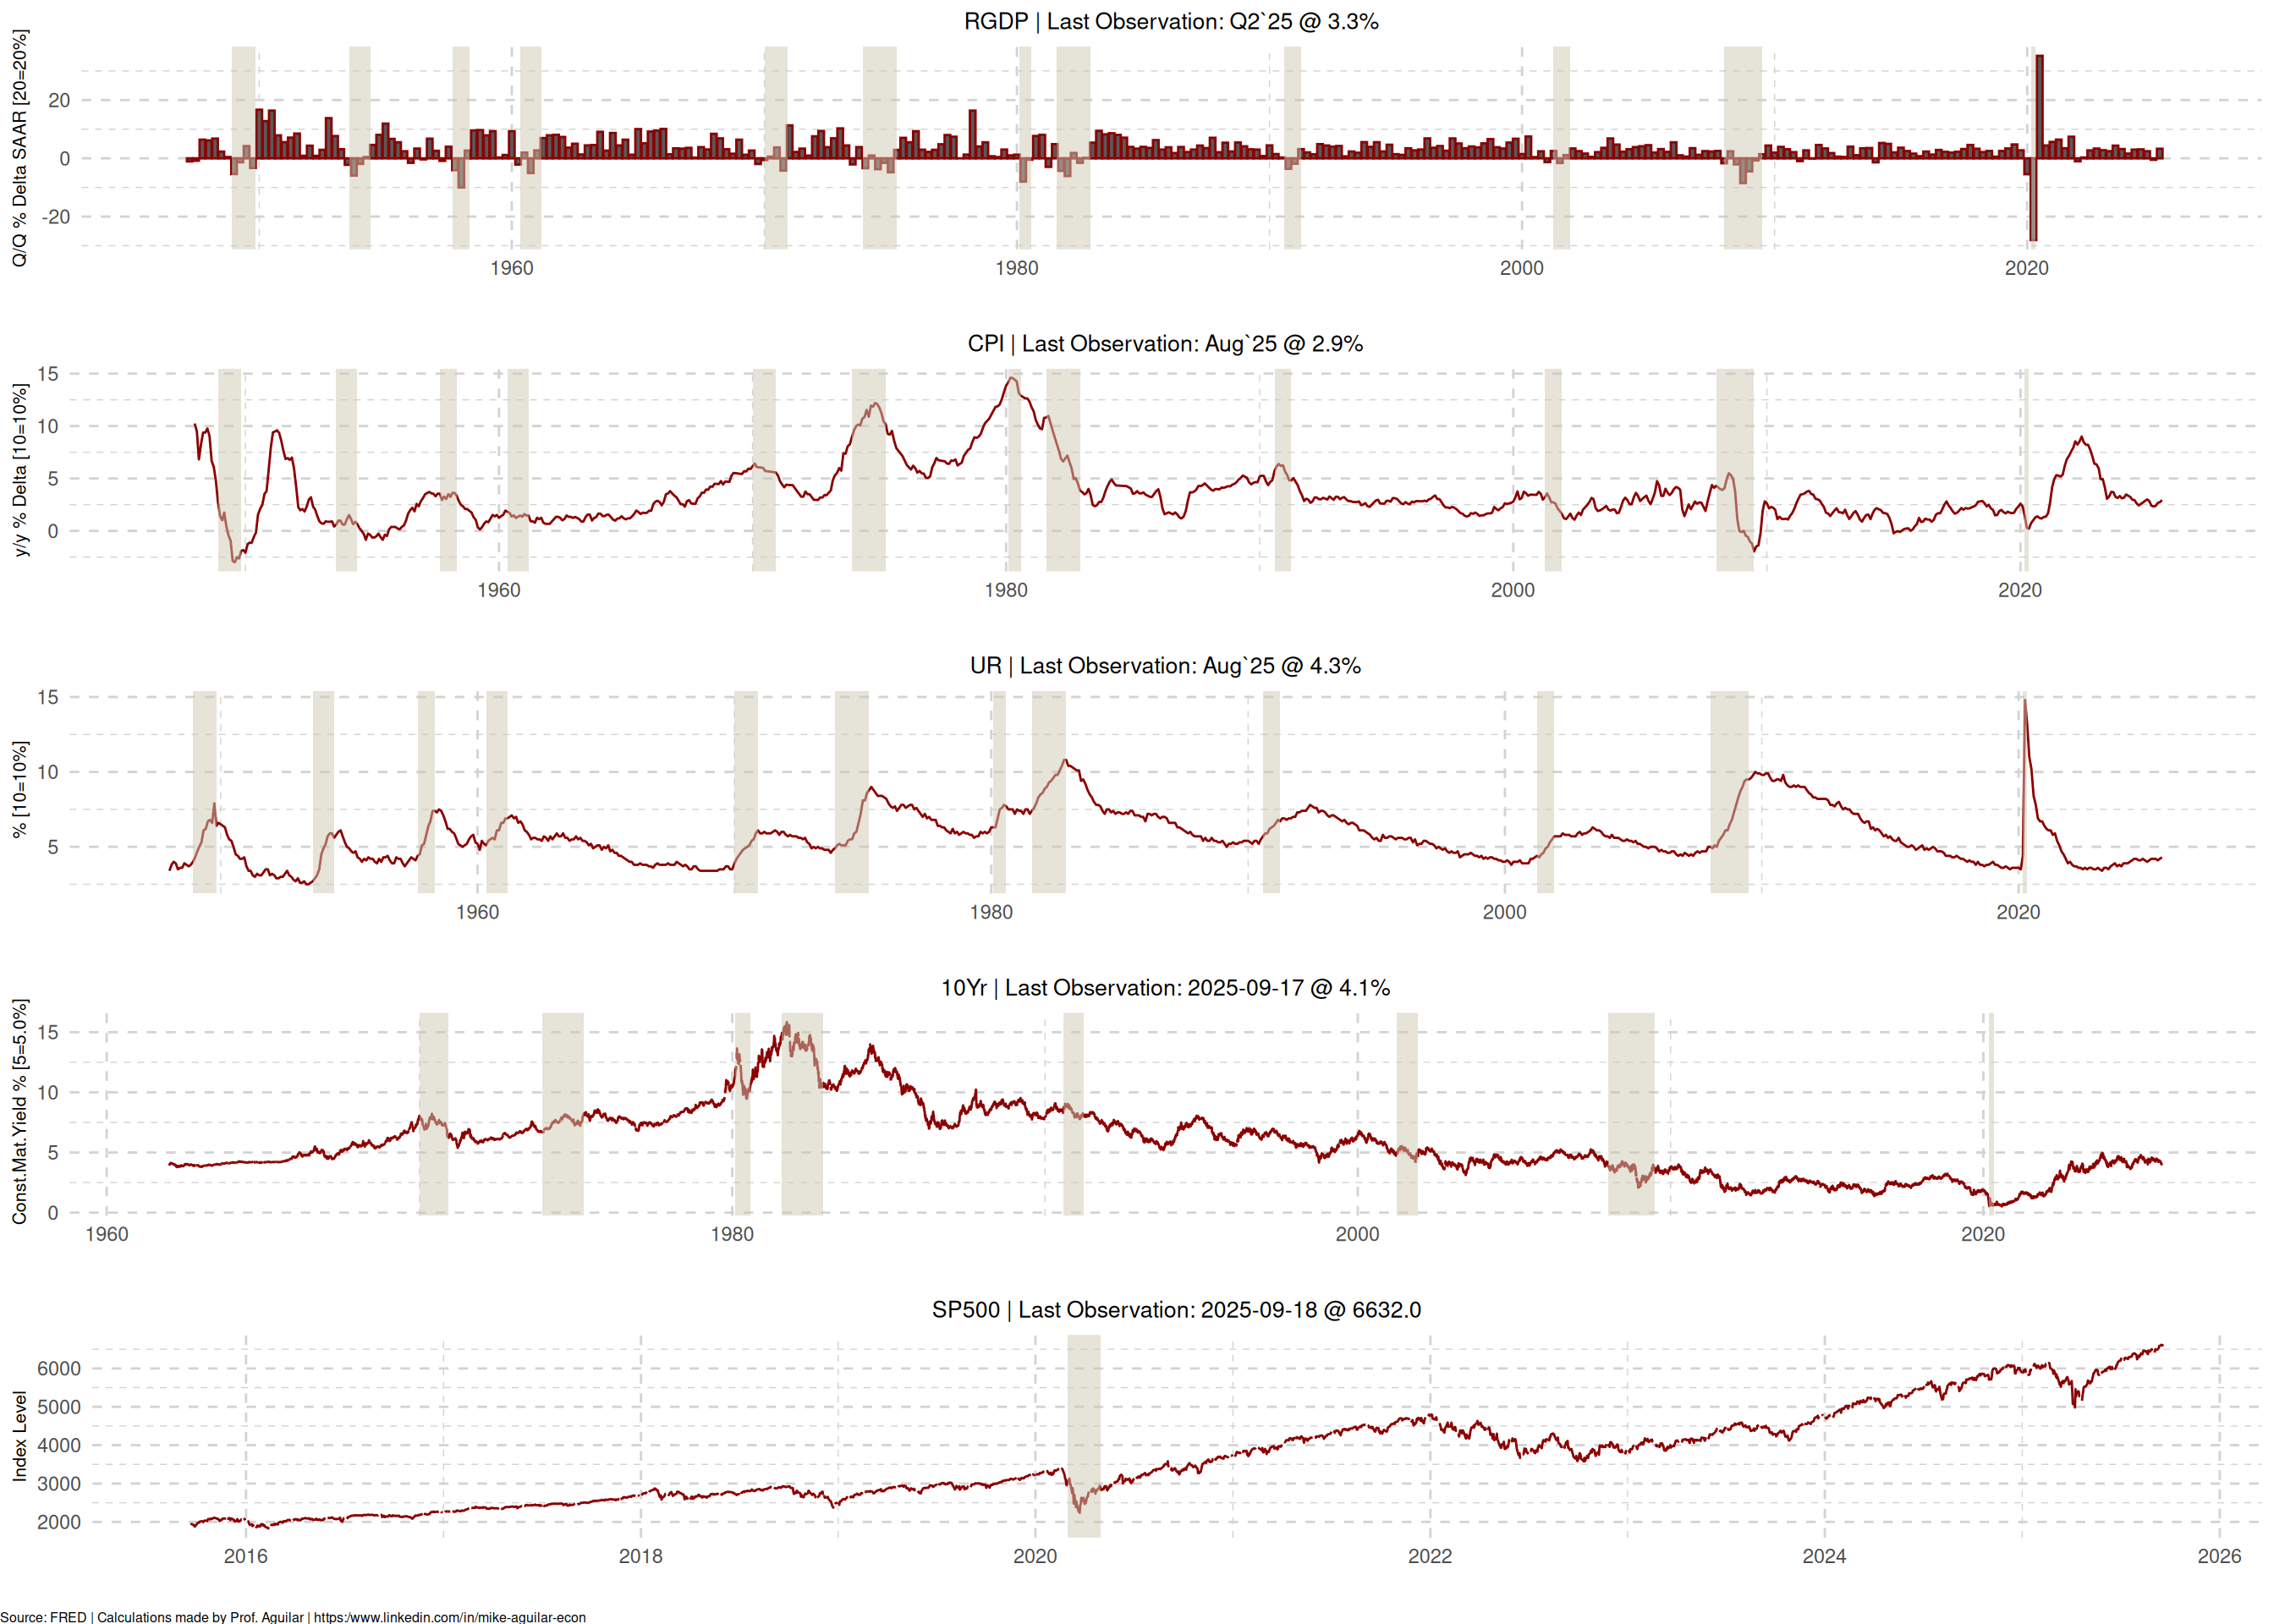 RGDP | Last Observation: Q2`25 @ 3.3%
Q/Q % Delta SAAR [20=20%]
20
0
-20
1960 1980 2000 2020
CPI | Last Observation: Aug`25 @ 2.9%
y/y % Delta [10=10%]
15
10
5
0
1960 1980 2000 2020
UR | Last Observation: Aug`25 @ 4.3%
% [10=10%]
15
10
5
1960 1980 2000 2020
10Yr | Last Observation: 2025-09-17 @ 4.1%
Const.Mat.Yield % [5=5.0%]
15
10
5
0
1960 1980 2000 2020
SP500 | Last Observation: 2025-09-18 @ 6632.0
Index Level
6000
5000
4000
3000
2000
2016 2018 2020 2022 2024 2026
Source: FRED | Calculations made by Prof. Aguilar | https:/www.linkedin.com/in/mike-aguilar-econ